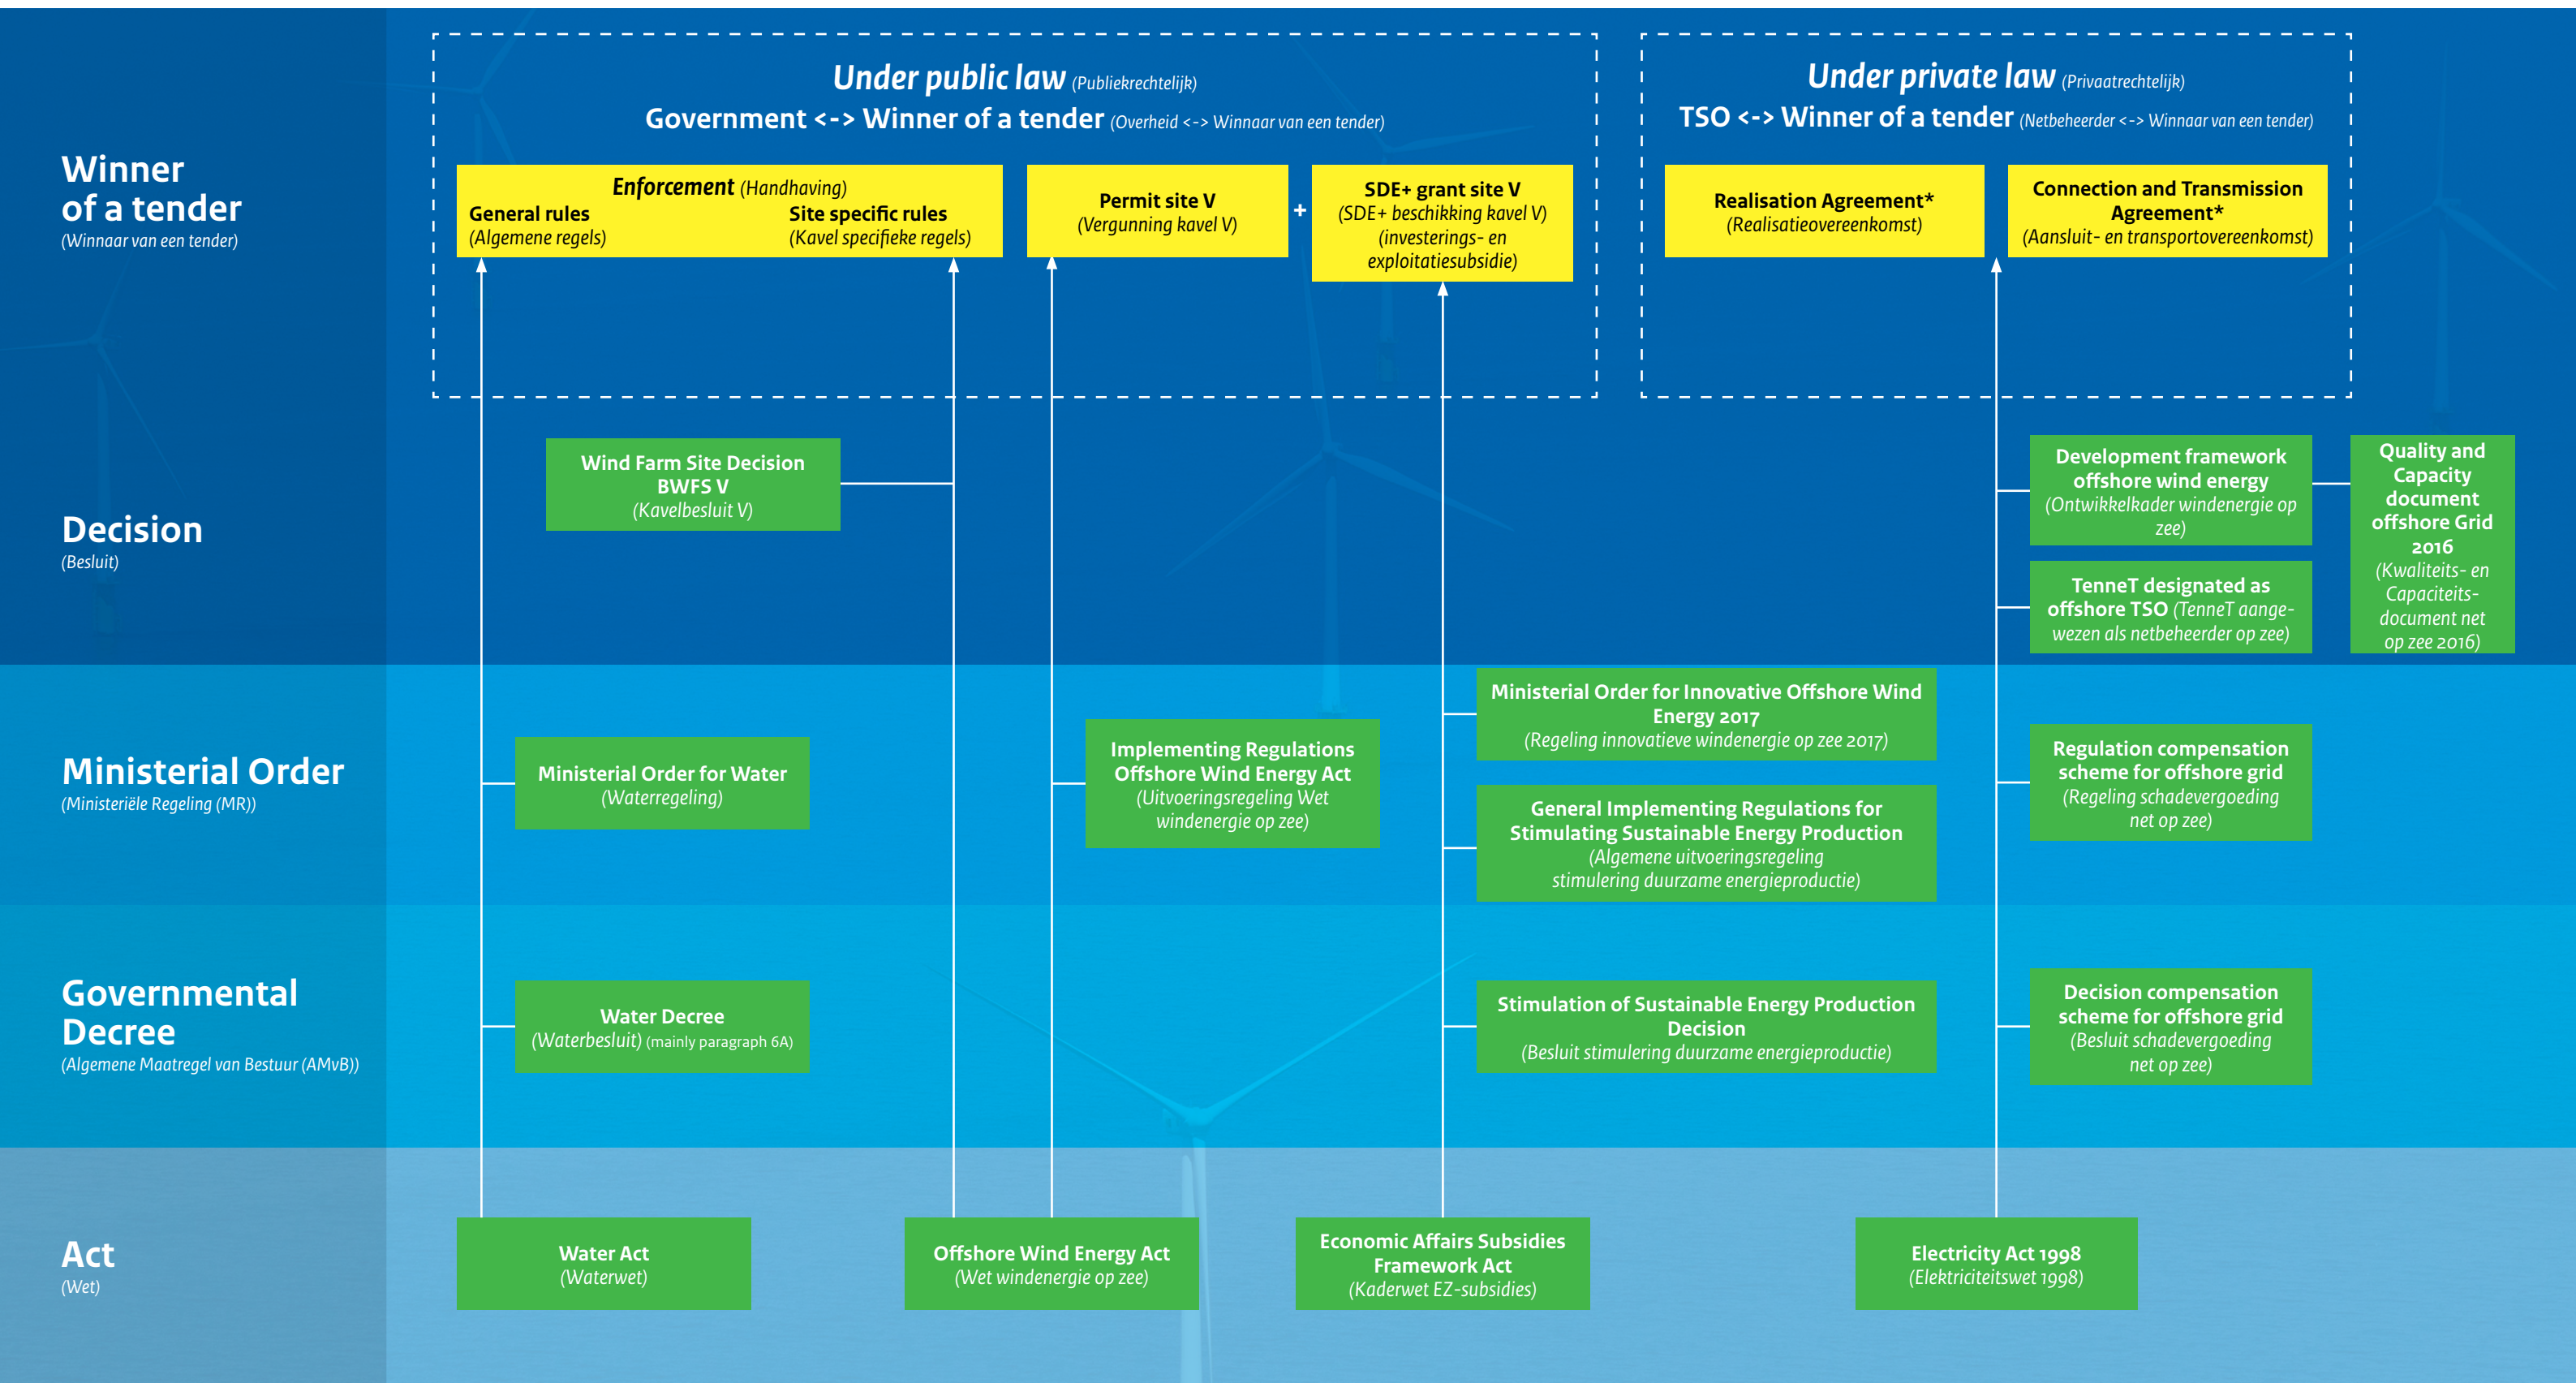 Under public law (Publiekrechtelijk)
Government <-> Winner of a tender (Overheid <-> Winnaar van een tender)
Under private law (Privaatrechtelijk)
TSO <-> Winner of a tender (Netbeheerder <-> Winnaar van een tender)
Winner
of a tender
(Winnaar van een tender)
Enforcement (Handhaving)
General rules
(Algemene regels)
Site specific rules
(Kavel specifieke regels)
Permit site V
(Vergunning kavel V)
+
SDE+ grant site V
(SDE+ beschikking kavel V)
(investerings- en
exploitatiesubsidie)
Realisation Agreement*
(Realisatieovereenkomst)
Connection and Transmission
Agreement*
(Aansluit- en transportovereenkomst)
Decision
(Besluit)
Wind Farm Site Decision
BWFS V
(Kavelbesluit V)
Development framework
offshore wind energy
(Ontwikkelkader windenergie op
zee)
TenneT designated as
offshore TSO (TenneT aange-
wezen als netbeheerder op zee)
Quality and
Capacity
document
offshore Grid
2016
(Kwaliteits- en
Capaciteits-
document net
op zee 2016)
Ministerial Order
(Ministeriële Regeling (MR))
Ministerial Order for Water
(Waterregeling)
Implementing Regulations
Offshore Wind Energy Act
(Uitvoeringsregeling Wet
windenergie op zee)
Ministerial Order for Innovative Offshore Wind
Energy 2017
(Regeling innovatieve windenergie op zee 2017)
General Implementing Regulations for
Stimulating Sustainable Energy Production
(Algemene uitvoeringsregeling
stimulering duurzame energieproductie)
Regulation compensation
scheme for offshore grid
(Regeling schadevergoeding
net op zee)
Governmental
Decree
(Algemene Maatregel van Bestuur (AMvB))
Water Decree
(Waterbesluit) (mainly paragraph 6A)
Stimulation of Sustainable Energy Production
Decision
(Besluit stimulering duurzame energieproductie)
Decision compensation
scheme for offshore grid
(Besluit schadevergoeding
net op zee)
Act
(Wet)
Water Act
(Waterwet)
Offshore Wind Energy Act
(Wet windenergie op zee)
Economic Affairs Subsidies
Framework Act
(Kaderwet EZ-subsidies)
Electricity Act 1998
(Elektriciteitswet 1998)